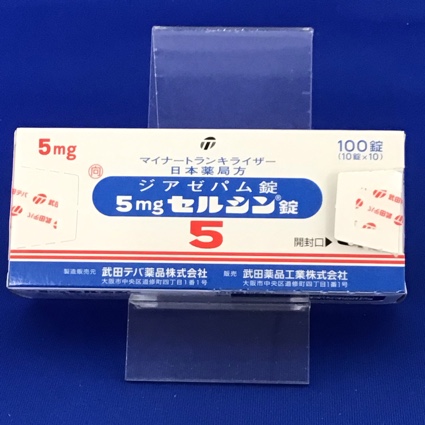 5mg
100錠
(10錠×10)
向
マイナートランキライザー
日本薬局方
ジアゼパム錠
5mgセルシン®錠
5
開封口
製造販売元 武田テバ薬品株式会社
大阪市中央区道修町四丁目1番1号
販売 武田薬品工業株式会社
大阪市中央区道修町四丁目1番1号